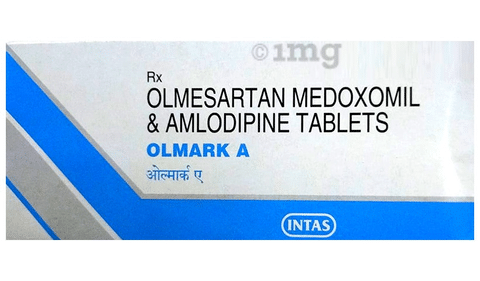 ©1mg
Rx
OLMESARTAN MEDOXOMIL
& AMLODIPINE TABLETS
OLMARK A
ओल्मार्क ए
INTAS